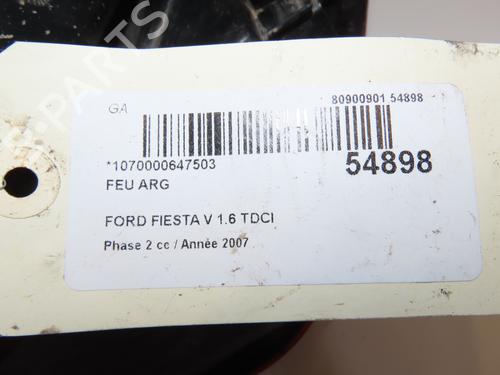 GA
80900901 54898
*1070000647503
54898
FEU ARG
FORD FIESTA V 1.6 TDCI
Phase 2 cc / Année 2007